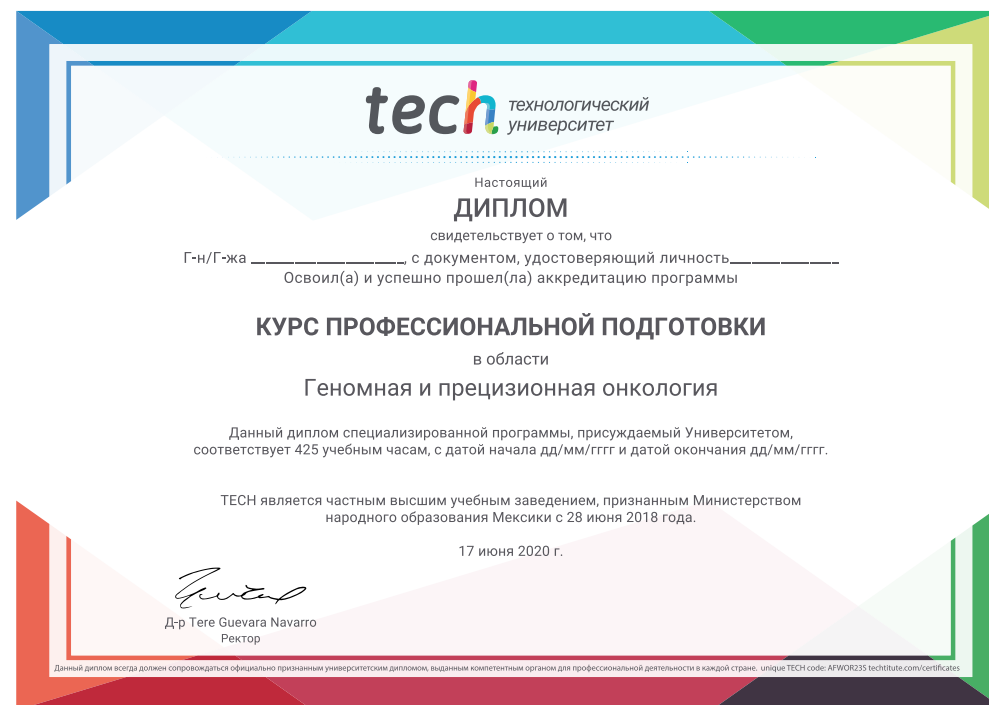 tech технологический университет
Настоящий
ДИПЛОМ
свидетельствует о том, что
Г-н/Г-жа ____________________, с документом, удостоверяющий личность______________
Освоил(а) и успешно прошел(ла) аккредитацию программы
КУРС ПРОФЕССИОНАЛЬНОЙ ПОДГОТОВКИ
в области
Геномная и прецизионная онкология
Данный диплом специализированной программы, присуждаемый Университетом,
соответствует 425 учебным часам, с датой начала дд/мм/гггг и датой окончания дд/мм/гггг.
TECH является частным высшим учебным заведением, признанным Министерством
народного образования Мексики с 28 июня 2018 года.
17 июня 2020 г.
Д-р Tere Guevara Navarro
Ректор
Данный диплом всегда должен сопровождаться официально признанным университетским дипломом, выданным компетентным органом для профессиональной деятельности в каждой стране. unique TECH code: AFWOR23S techtitute.com/certificates